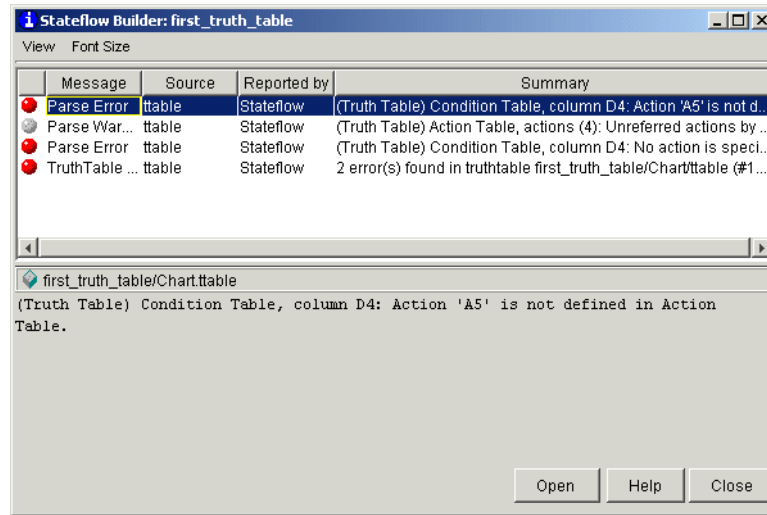 Stateflow Builder: first_truth_table
View Font Size
Message Source Reported by Summary
Parse Error ttable Stateflow (Truth Table) Condition Table, column D4: Action 'A5' is not d...
Parse War... ttable Stateflow (Truth Table) Action Table, actions (4): Unreferred actions by ...
Parse Error ttable Stateflow (Truth Table) Condition Table, column D4: No action is speci...
TruthTable ... ttable Stateflow 2 error(s) found in truthtable first_truth_table/Chart/ttable (#1...
first_truth_table/Chart.ttable
(Truth Table) Condition Table, column D4: Action 'A5' is not defined in Action
Table.
Open Help Close